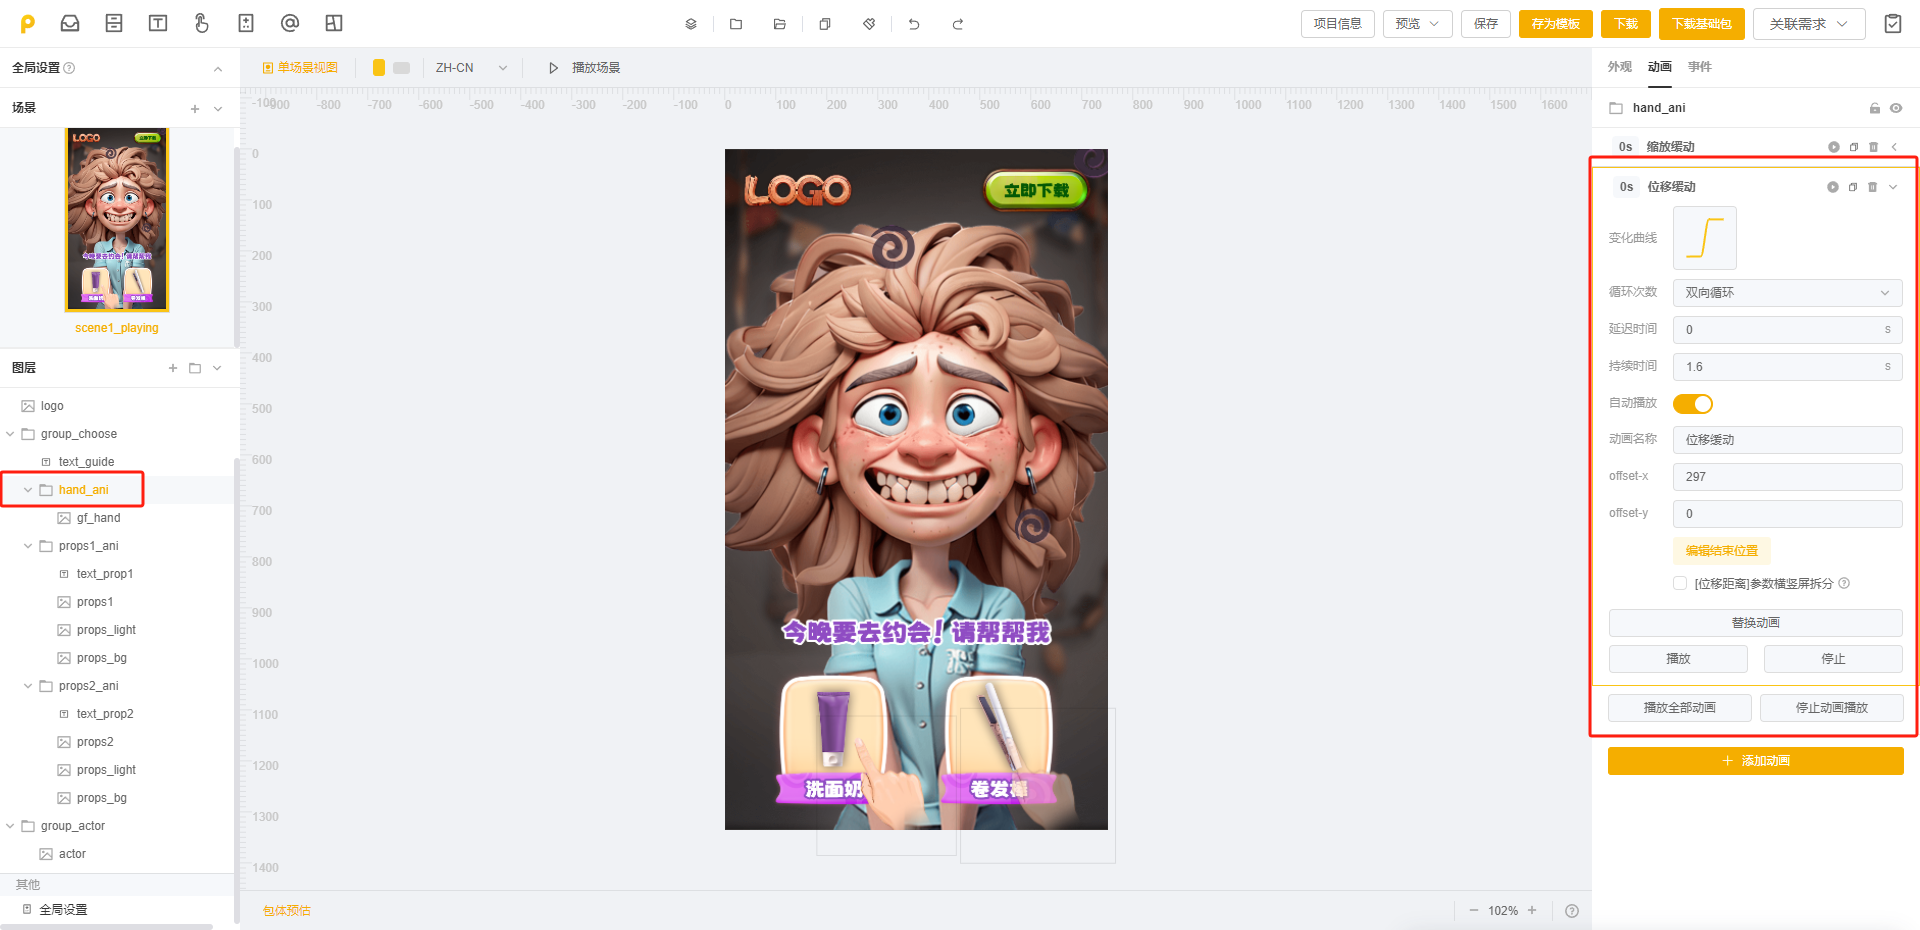 项目信息
预览
保存
存为模板
下载
下载基础包
关联需求
全局设置
单场景视图
ZH-CN
播放场景
外观
动画
事件
场景
-100
-900
-800
-700
-600
-500
-400
-300
-200
-100
0
100
200
300
400
500
600
700
800
900
1000
1100
1200
1300
1400
1500
1600
hand_ani
0s
缩放缓动
0
100
200
300
400
500
600
700
800
900
1000
1100
1200
1300
1400
LOGO
立即下载
今晚要去约会!请帮帮我
洗面奶
卷发棒
scene1_playing
LOGO
立即下载
今晚要去约会!请帮帮我
洗面奶
卷发棒
图层
logo
group_choose
text_guide
hand_ani
gf_hand
props1_ani
text_prop1
props1
props_light
props_bg
props2_ani
text_prop2
props2
props_light
props_bg
group_actor
actor
其他
全局设置
0s
位移缓动
变化曲线
循环次数
双向循环
延迟时间
0
s
持续时间
1.6
s
自动播放
动画名称
位移缓动
offset-x
297
offset-y
0
编辑结束位置
[位移距离]参数横竖屏拆分
替换动画
播放
停止
播放全部动画
停止动画播放
添加动画
包体预估
102%